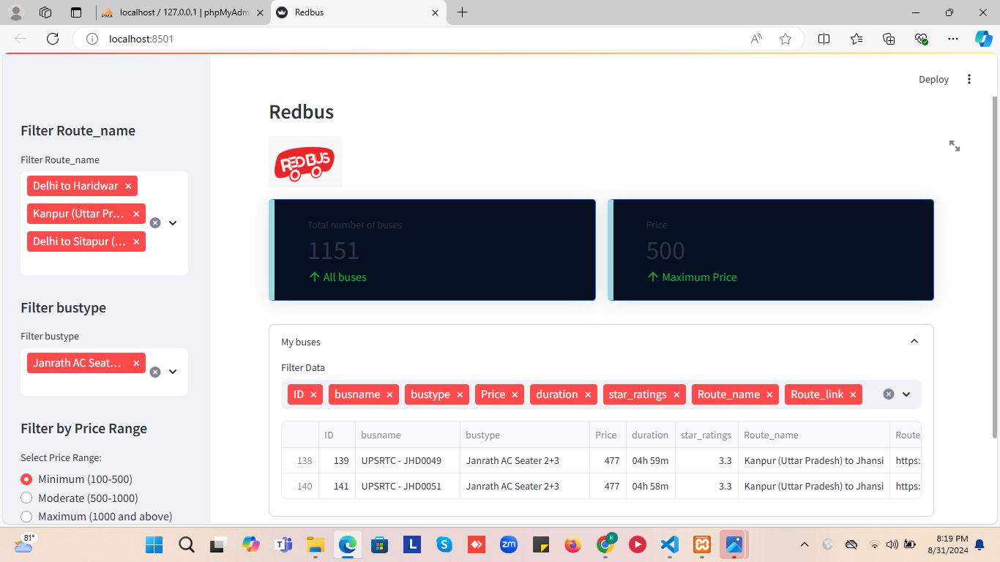 PMA localhost / 127.0.0.1 | phpMyAdm
Redbus
localhost:8501
Deploy
Filter Route_name
Filter Route_name
Delhi to Haridwar
Kanpur (Uttar Pr...
Delhi to Sitapur (...
Filter bustype
Filter bustype
Janrath AC Seat...
Filter by Price Range
Select Price Range:
Minimum (100-500)
Moderate (500-1000)
Maximum (1000 and above)
Redbus
REDBUS
Total number of buses
1151
All buses
Price
500
Maximum Price
My buses
Filter Data
ID busname bustype Price duration star_ratings Route_name Route_link
ID busname bustype Price duration star_ratings Route_name Route
138 139 UPSRTC - JHD0049 Janrath AC Seater 2+3 477 04h 59m 3.3 Kanpur (Uttar Pradesh) to Jhansi https:
140 141 UPSRTC - JHD0051 Janrath AC Seater 2+3 477 04h 58m 3.3 Kanpur (Uttar Pradesh) to Jhansi https:
81°
L
zm
K
8:19 PM
8/31/2024